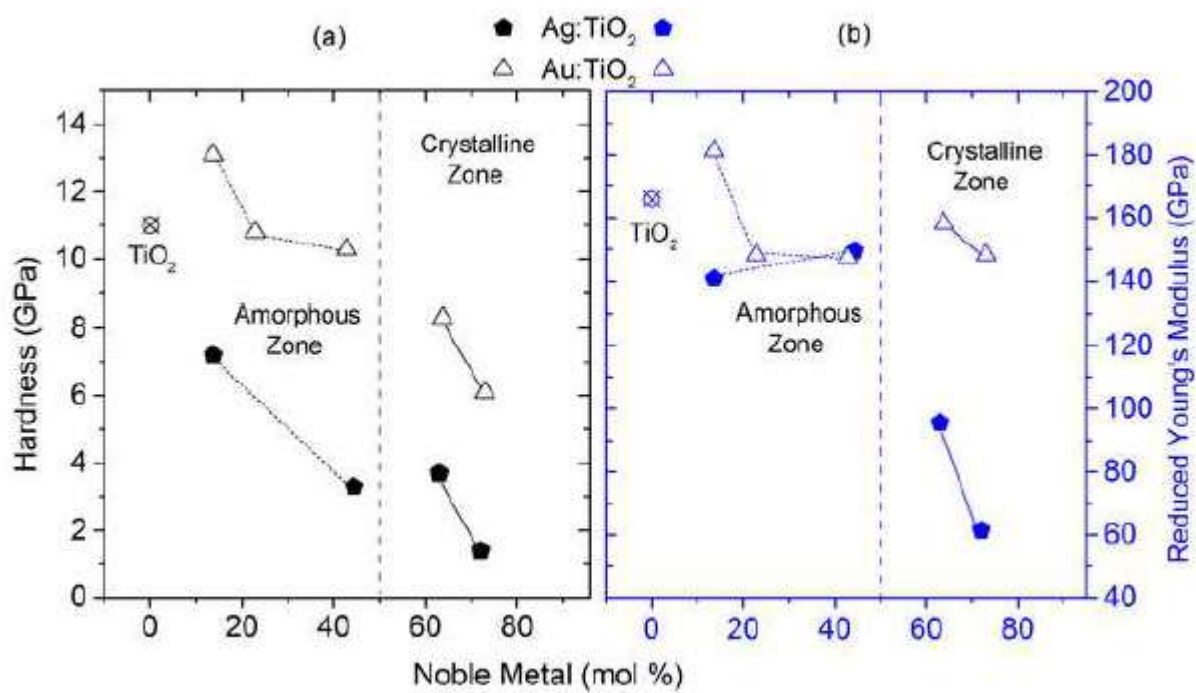 (a) Ag:TiO₂ (b)
Au:TiO₂
14
12
10
8
6
4
2
0
Hardness (GPa)
TiO₂
Amorphous
Zone
Crystalline
Zone
0 20 40 60 80
TiO₂
Amorphous
Zone
Crystalline
Zone
200
180
160
140
120
100
80
60
40
Reduced Young's Modulus (GPa)
0 20 40 60 80
Noble Metal (mol %)